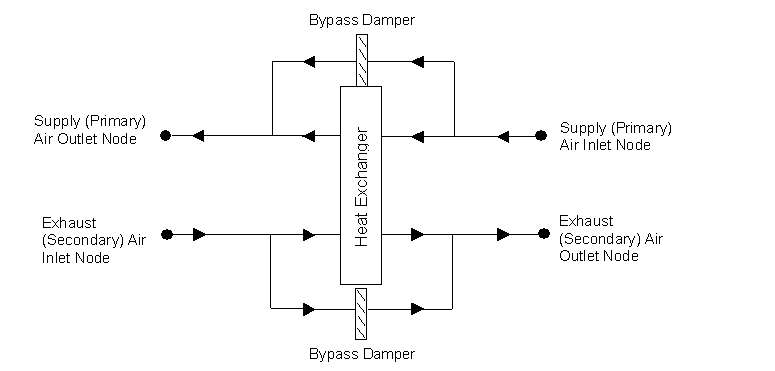 Bypass Damper
Supply (Primary)
Air Outlet Node
Supply (Primary)
Air Inlet Node
Heat Exchanger
Exhaust
(Secondary) Air
Inlet Node
Exhaust
(Secondary) Air
Outlet Node
Bypass Damper